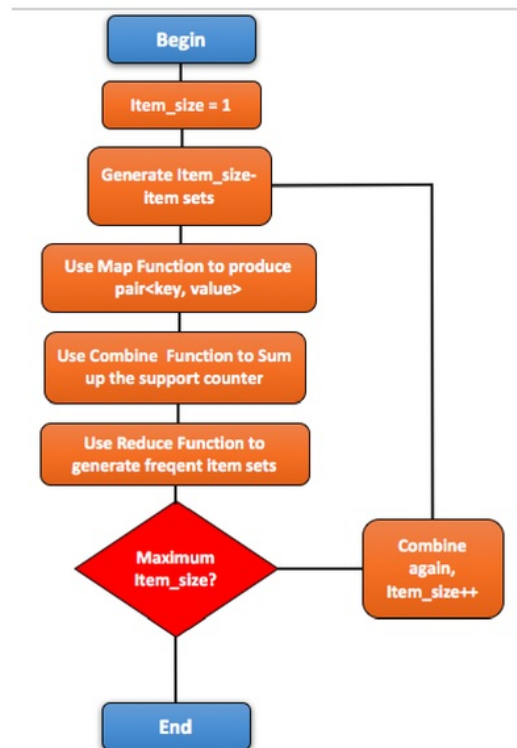 Begin
Item_size = 1
Generate Item_size-
item sets
Use Map Function to produce
pair<key, value>
Use Combine Function to Sum
up the support counter
Use Reduce Function to
generate freqent item sets
Maximum
Item_size?
Combine
again,
Item_size++
End